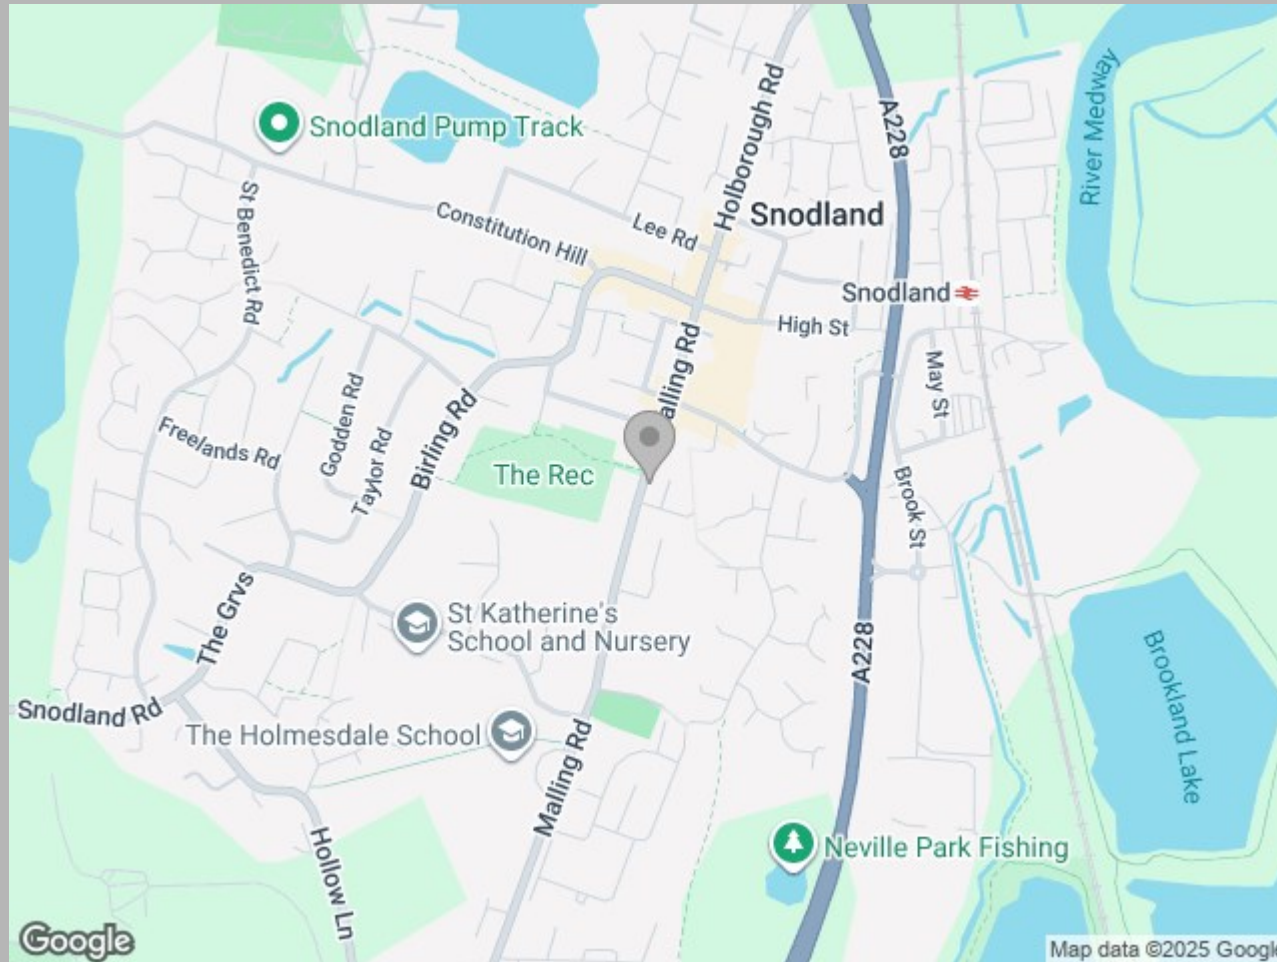 River Medway
Holborough Rd
A228
Snodland Pump Track
St Benedict Rd
Constitution Hill
Lee Rd
Snodland
Snodland
High St
alling Rd
May St
Godden Rd
Taylor Rd
Birling Rd
Freelands Rd
The Rec
Brook St
The Grvs
St Katherine's
School and Nursery
A228
Brookland Lake
Snodland Rd
The Holmesdale School
Malling Rd
Hollow Ln
Neville Park Fishing
Google
Map data ©2025 Google